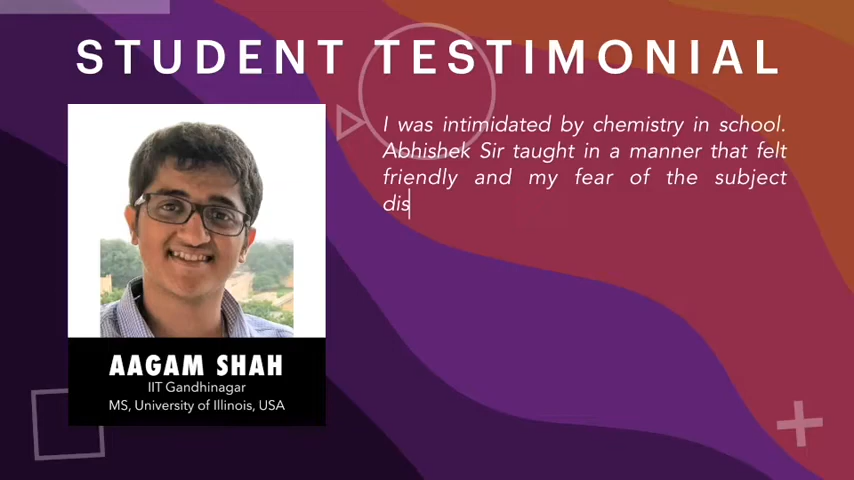 STUDENT TESTIMONIAL
I was intimidated by chemistry in school.
Abhishek Sir taught in a manner that felt
friendly and my fear of the subject
dis
AAGAM SHAH
IIT Gandhinagar
MS, University of Illinois, USA